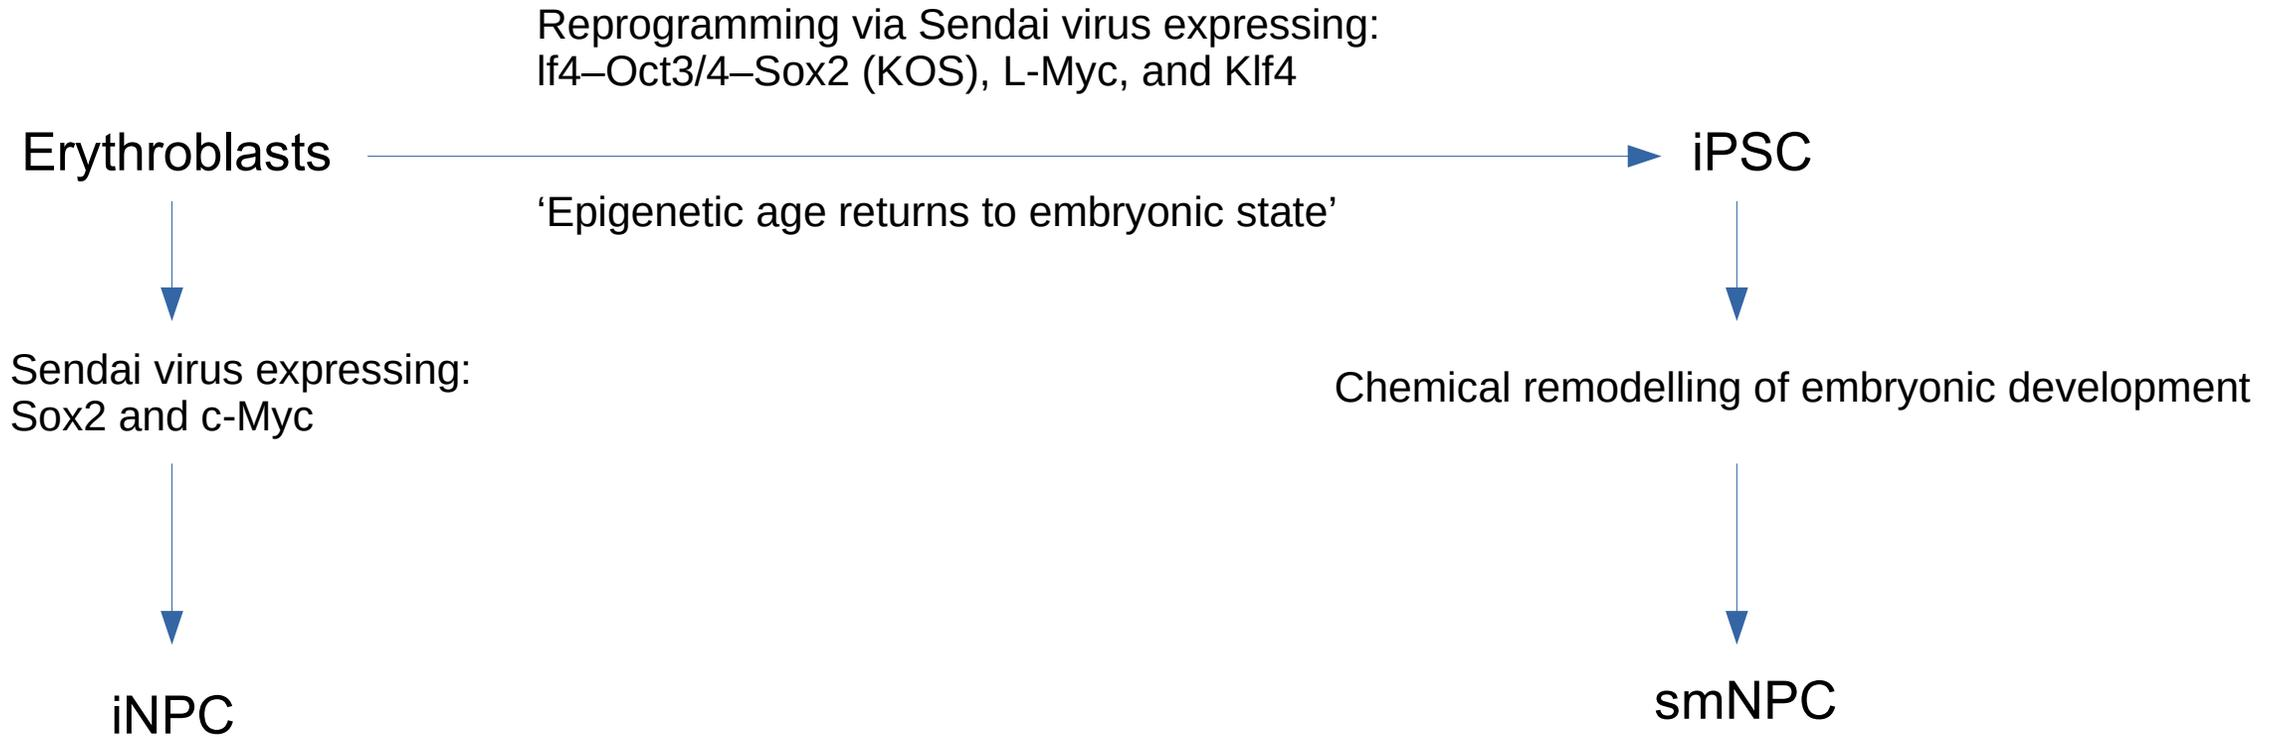 Reprogramming via Sendai virus expressing:
lf4–Oct3/4–Sox2 (KOS), L-Myc, and Klf4
Erythroblasts
iPSC
‘Epigenetic age returns to embryonic state’
Sendai virus expressing:
Sox2 and c-Myc
Chemical remodelling of embryonic development
iNPC
smNPC